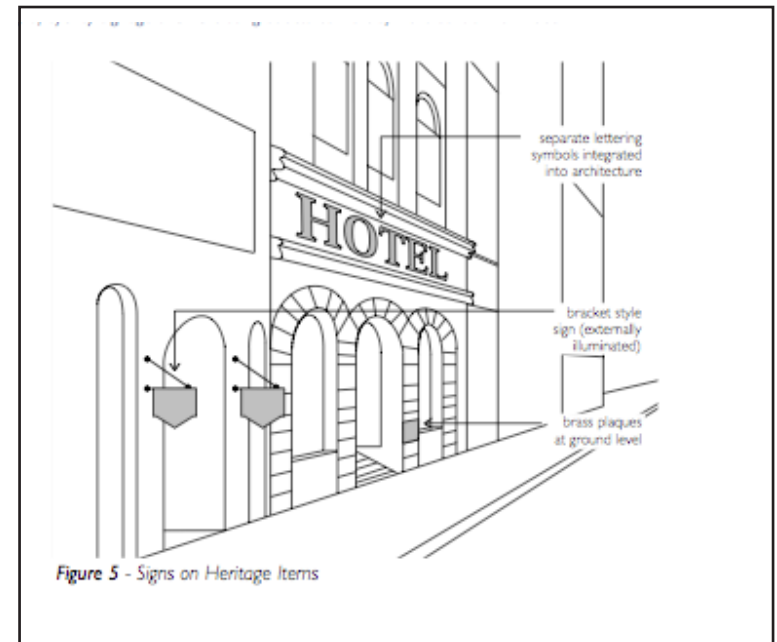 separate lettering
symbols integrated
into architecture
HOTEL
bracket style
sign (externally
illuminated)
brass plaques
at ground level
Figure 5 - Signs on Heritage Items